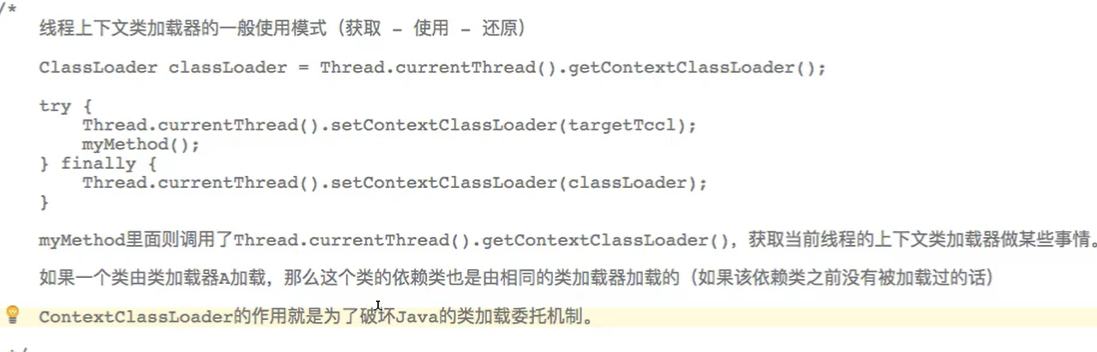 /*
线程上下文类加载器的一般使用模式（获取 - 使用 - 还原）
ClassLoader classLoader = Thread.currentThread().getContextClassLoader();
try {
Thread.currentThread().setContextClassLoader(targetTccl);
myMethod();
} finally {
Thread.currentThread().setContextClassLoader(classLoader);
}
myMethod里面则调用了Thread.currentThread().getContextClassLoader()，获取当前线程的上下文类加载器做某些事情。
如果一个类由类加载器A加载，那么这个类的依赖类也是由相同的类加载器加载的（如果该依赖类之前没有被加载过的话）
ContextClassLoader的作用就是为了破坏Java的类加载委托机制。